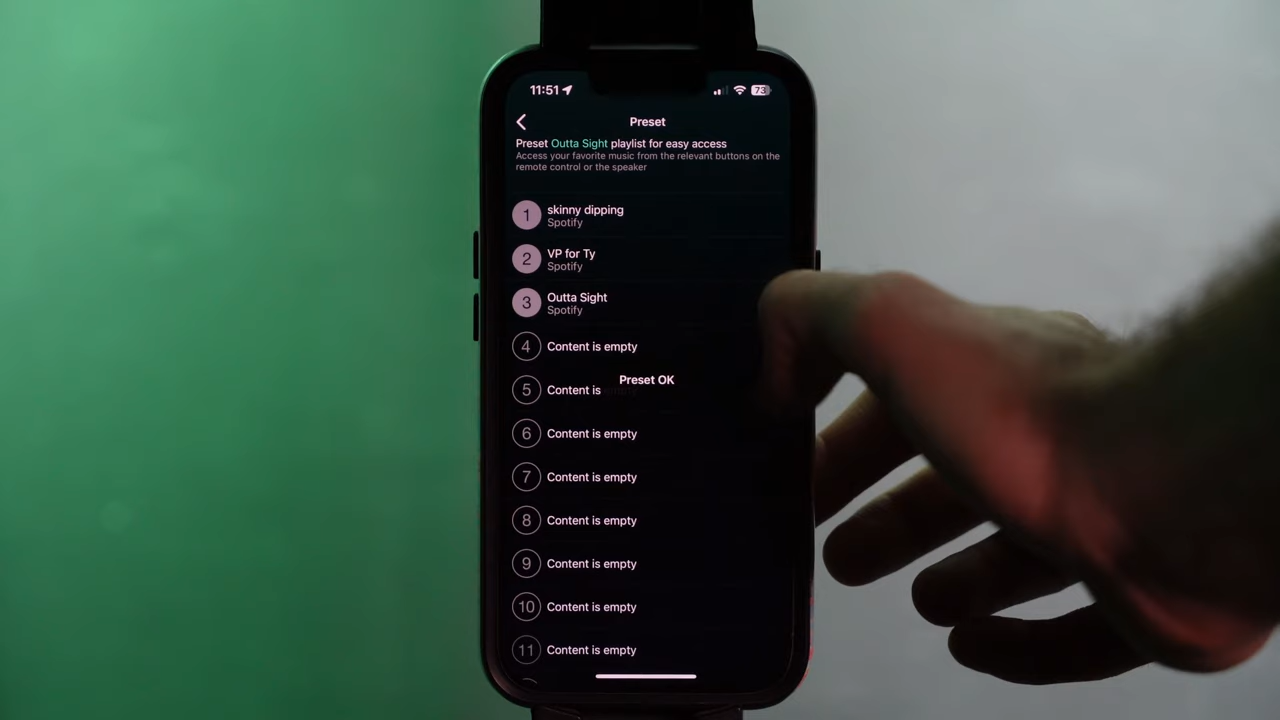 11:51
73
Preset
Preset Outta Sight playlist for easy access
Access your favorite music from the relevant buttons on the
remote control or the speaker
1 skinny dipping
Spotify
2 VP for Ty
Spotify
3 Outta Sight
Spotify
4 Content is empty
Preset OK
5 Content is
6 Content is empty
7 Content is empty
8 Content is empty
9 Content is empty
10 Content is empty
11 Content is empty